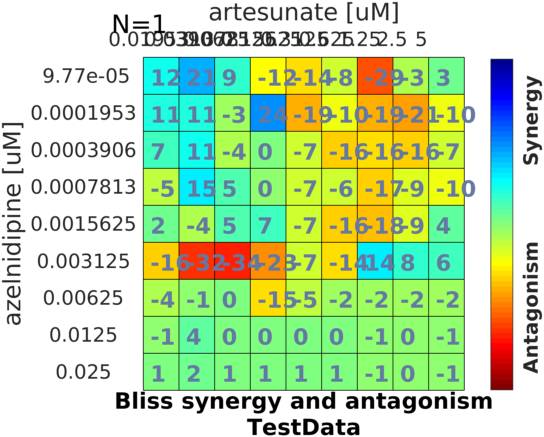 artesunate [uM]
N=1
2.5 5
9.77e-05 12 21 9 -12 -14 -8 -29 -3 3
0.0001953 11 11 -3 24 -19 -10 -19 -21 -10
0.0003906 7 11 -4 0 -7 -16 -16 -16 -7
0.0007813 -5 15 5 0 -7 -6 -17 -9 -10
0.0015625 2 -4 5 7 -7 -16 -18 -9 4
0.003125 -16 -32 -34 -23 -7 -14 14 8 6
0.00625 -4 -1 0 -15 -5 -2 -2 -2 -2
0.0125 -1 4 0 0 0 0 -1 0 -1
0.025 1 2 1 1 1 1 -1 0 -1
azelnidipine [uM]
Synergy
Antagonism
Bliss synergy and antagonism
TestData